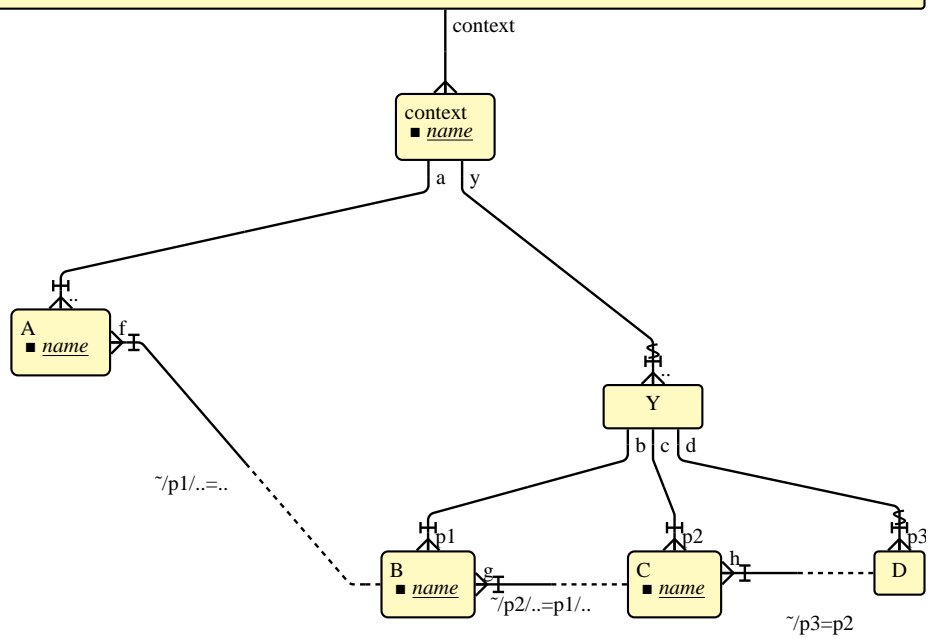 context
context
■ name
a y
..
A
■ name
f
..
Y
b c d
~/p1/..=..
p1
p2
p3
B
■ name
g
C
■ name
h
D
~/p2/..=p1/..
~/p3=p2